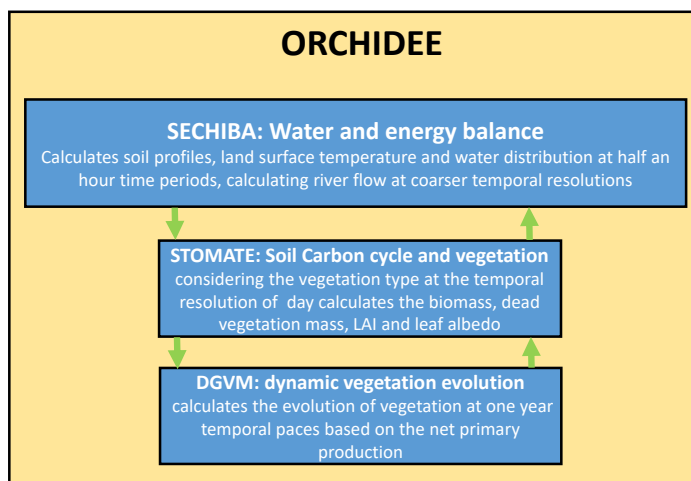 ORCHIDEE
SECHIBA: Water and energy balance
Calculates soil profiles, land surface temperature and water distribution at half an
hour time periods, calculating river flow at coarser temporal resolutions
STOMATE: Soil Carbon cycle and vegetation
considering the vegetation type at the temporal
resolution of  day calculates the biomass, dead
vegetation mass, LAI and leaf albedo
DGVM: dynamic vegetation evolution
calculates the evolution of vegetation at one year
temporal paces based on the net primary
production